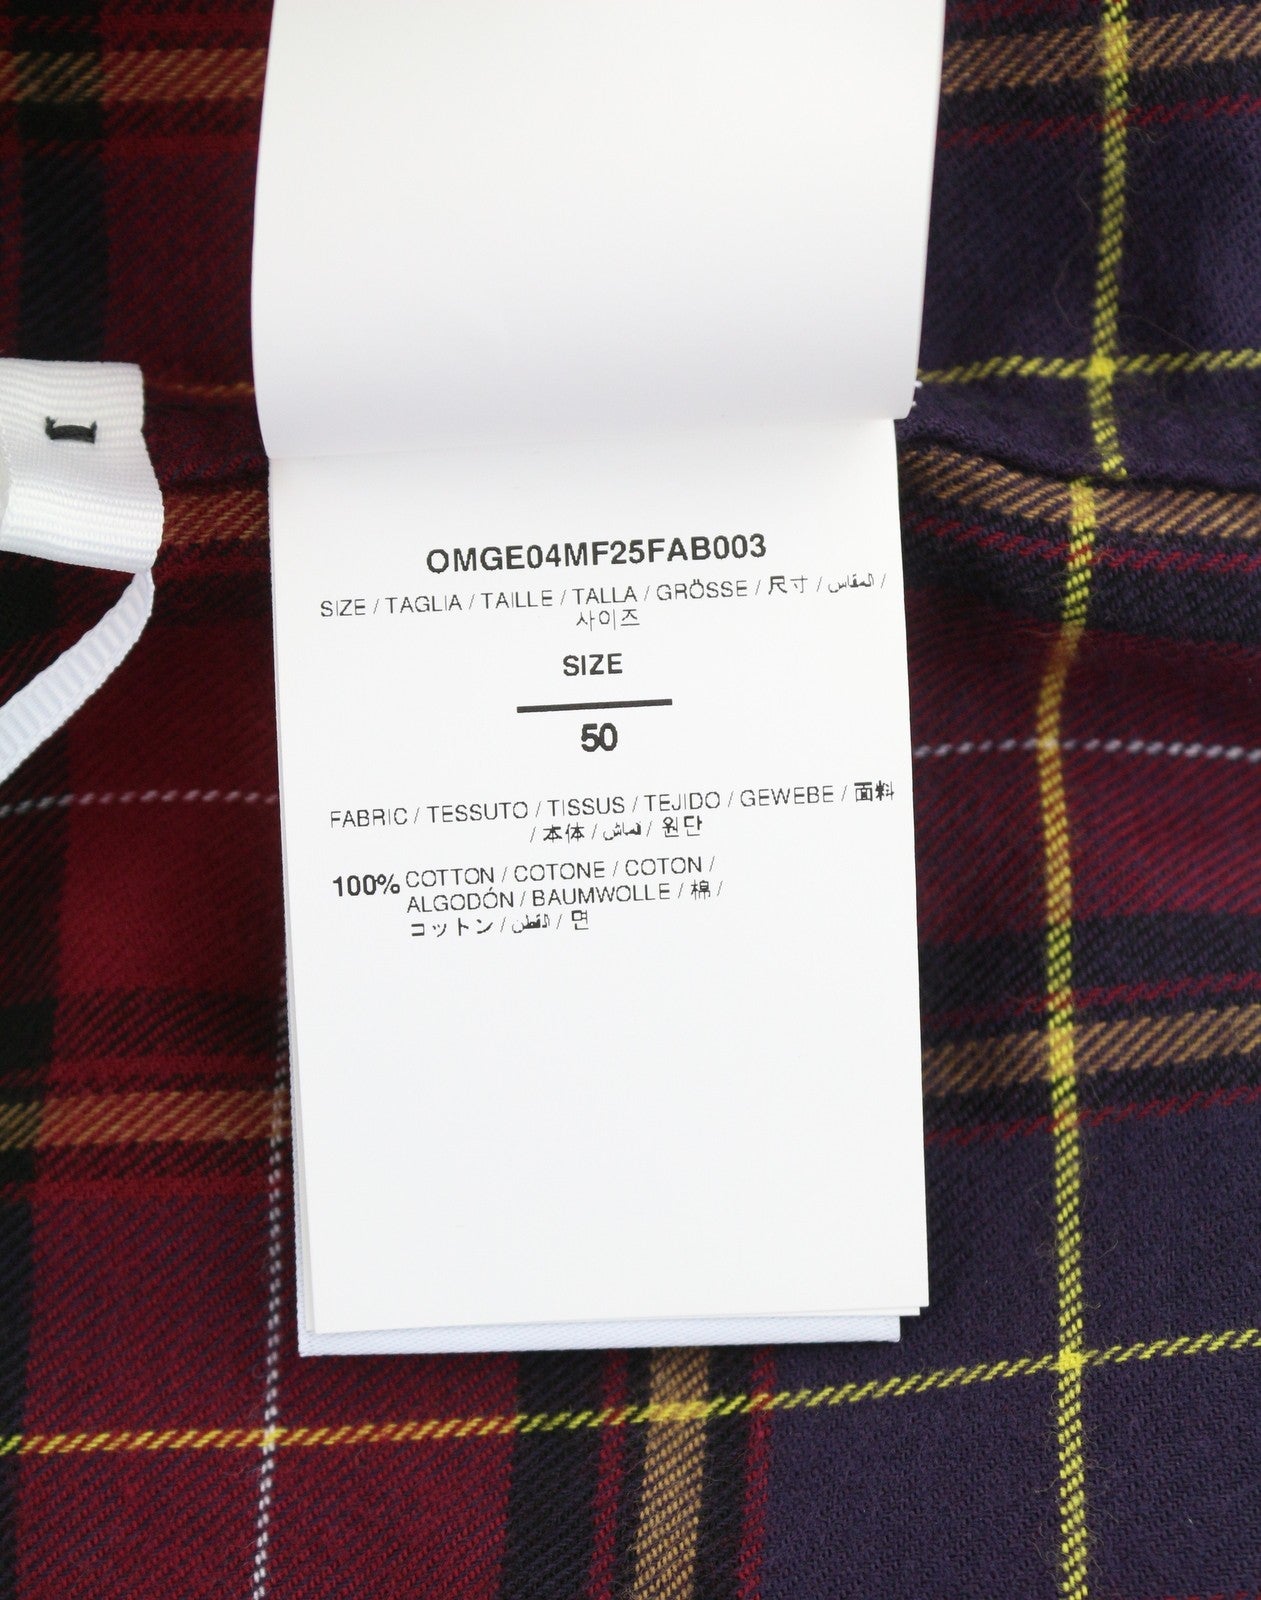 OMGE04MF25FAB003
SIZE / TAGLIA / TAILLE / TALLA / GRÖSSE / 尺寸 / المقاس /
사이즈
SIZE
50
FABRIC / TESSUTO / TISSUS / TEJIDO / GEWEBE / 面料
/ 本体 / قماش / 원단
100% COTTON / COTONE / COTON /
ALGODÓN / BAUMWOLLE / 棉 /
コットン / القطن / 면